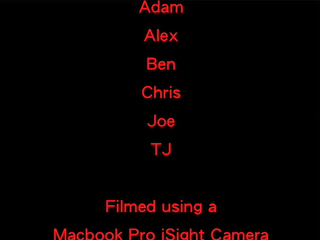 Adam
Alex
Ben
Chris
Joe
TJ
Filmed using a
Macbook Pro iSight Camera